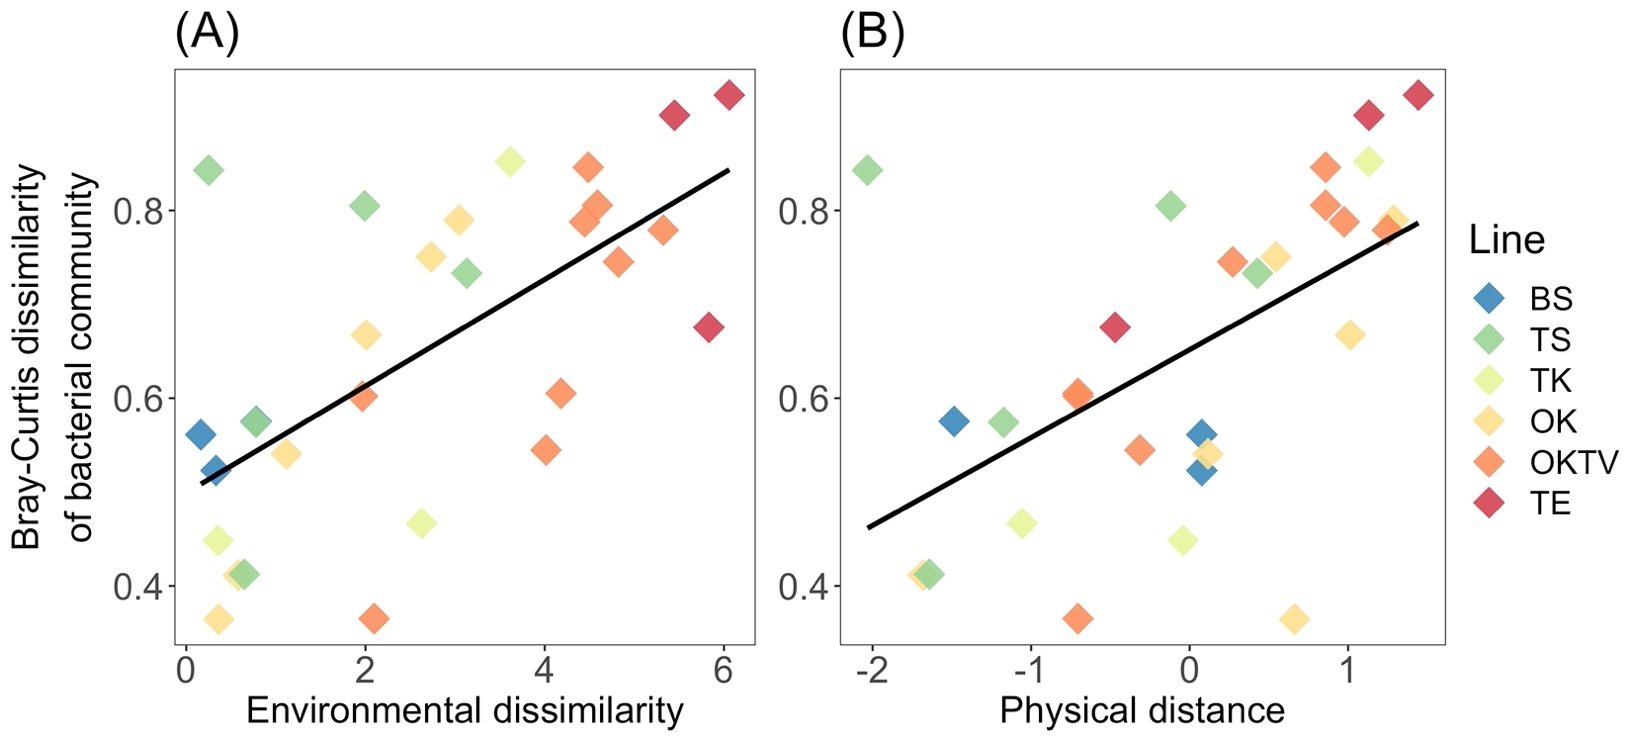 (A)
(B)
Bray-Curtis dissimilarity
of bacterial community
0.8
0.6
0.4
0 2 4 6
Environmental dissimilarity
0.8
0.6
0.4
-2 -1 0 1
Physical distance
Line
BS
TS
TK
OK
OKTV
TE